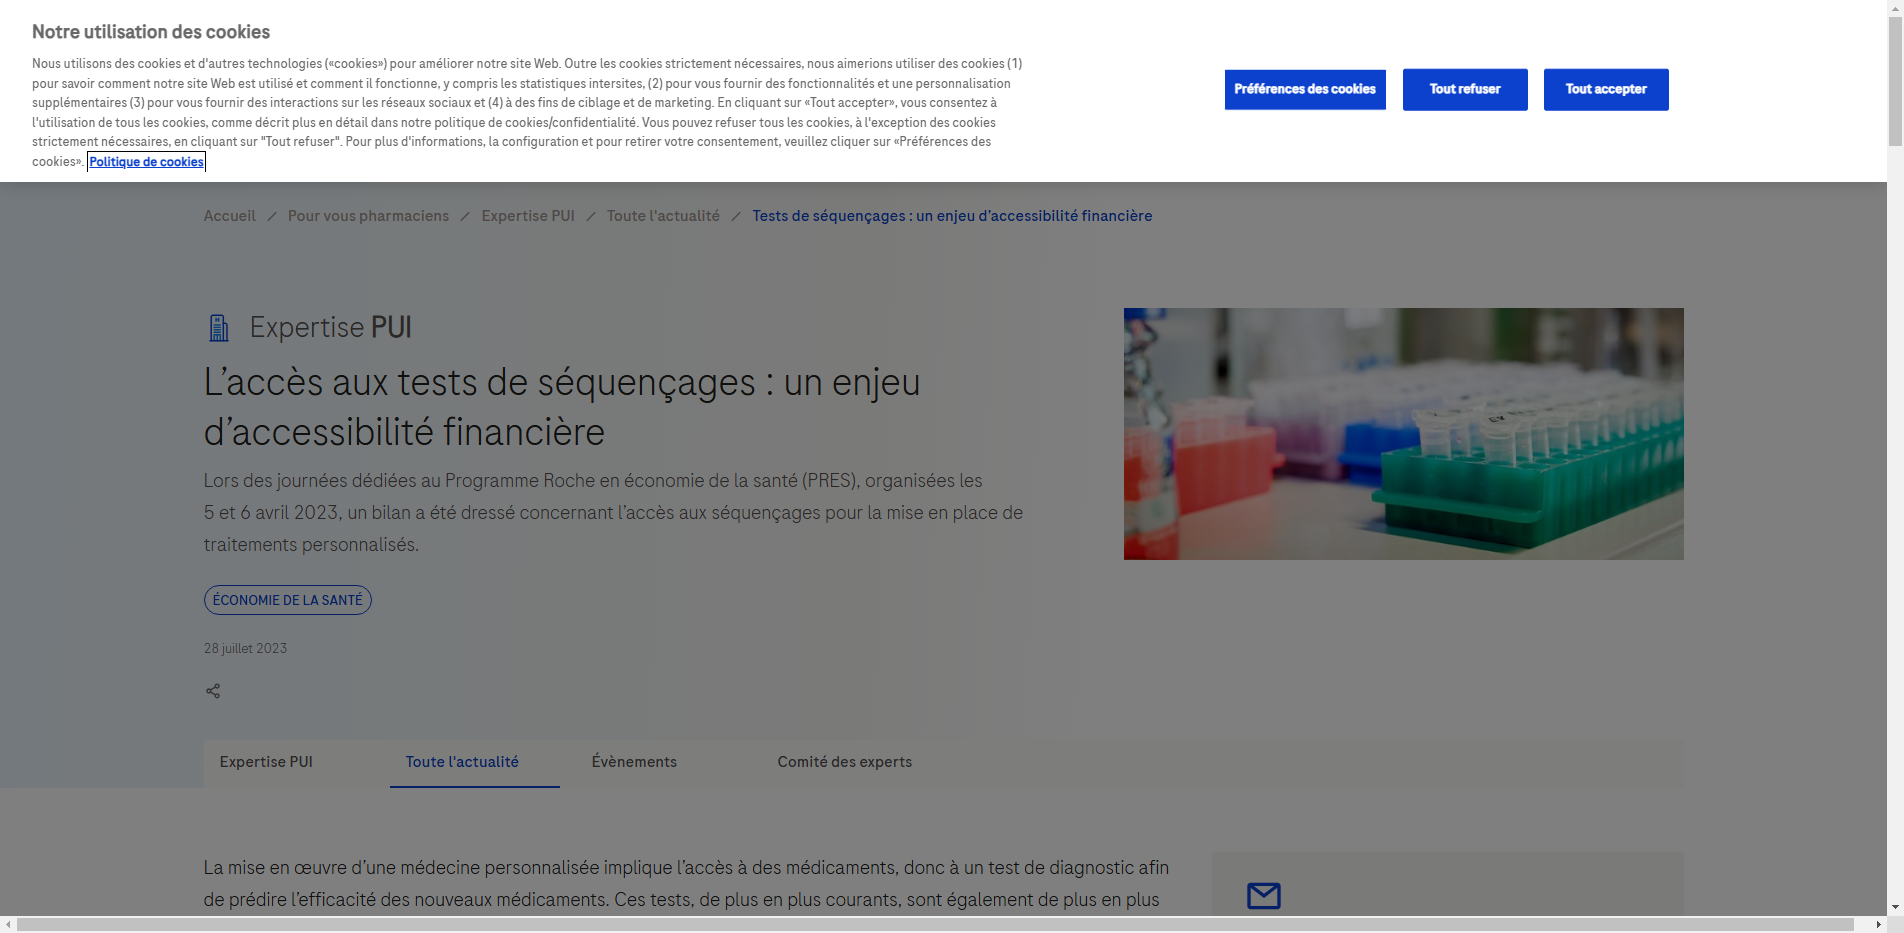 Notre utilisation des cookies
Nous utilisons des cookies et d'autres technologies («cookies») pour améliorer notre site Web. Outre les cookies strictement nécessaires, nous aimerions utiliser des cookies (1)
pour savoir comment notre site Web est utilisé et comment il fonctionne, y compris les statistiques intersites, (2) pour vous fournir des fonctionnalités et une personnalisation
supplémentaires (3) pour vous fournir des interactions sur les réseaux sociaux et (4) à des fins de ciblage et de marketing. En cliquant sur «Tout accepter», vous consentez à
l'utilisation de tous les cookies, comme décrit plus en détail dans notre politique de cookies/confidentialité. Vous pouvez refuser tous les cookies, à l'exception des cookies
strictement nécessaires, en cliquant sur "Tout refuser". Pour plus d'informations, la configuration et pour retirer votre consentement, veuillez cliquer sur «Préférences des
cookies». Politique de cookies
Préférences des cookies
Tout refuser
Tout accepter
Accueil / Pour vous pharmaciens / Expertise PUI / Toute l'actualité / Tests de séquençages : un enjeu d’accessibilité financière
Expertise PUI
L’accès aux tests de séquençages : un enjeu
d’accessibilité financière
Lors des journées dédiées au Programme Roche en économie de la santé (PRES), organisées les
5 et 6 avril 2023, un bilan a été dressé concernant l’accès aux séquençages pour la mise en place de
traitements personnalisés.
ÉCONOMIE DE LA SANTÉ
28 juillet 2023
Expertise PUI
Toute l'actualité
Évènements
Comité des experts
La mise en œuvre d’une médecine personnalisée implique l’accès à des médicaments, donc à un test de diagnostic afin
de prédire l’efficacité des nouveaux médicaments. Ces tests, de plus en plus courants, sont également de plus en plus